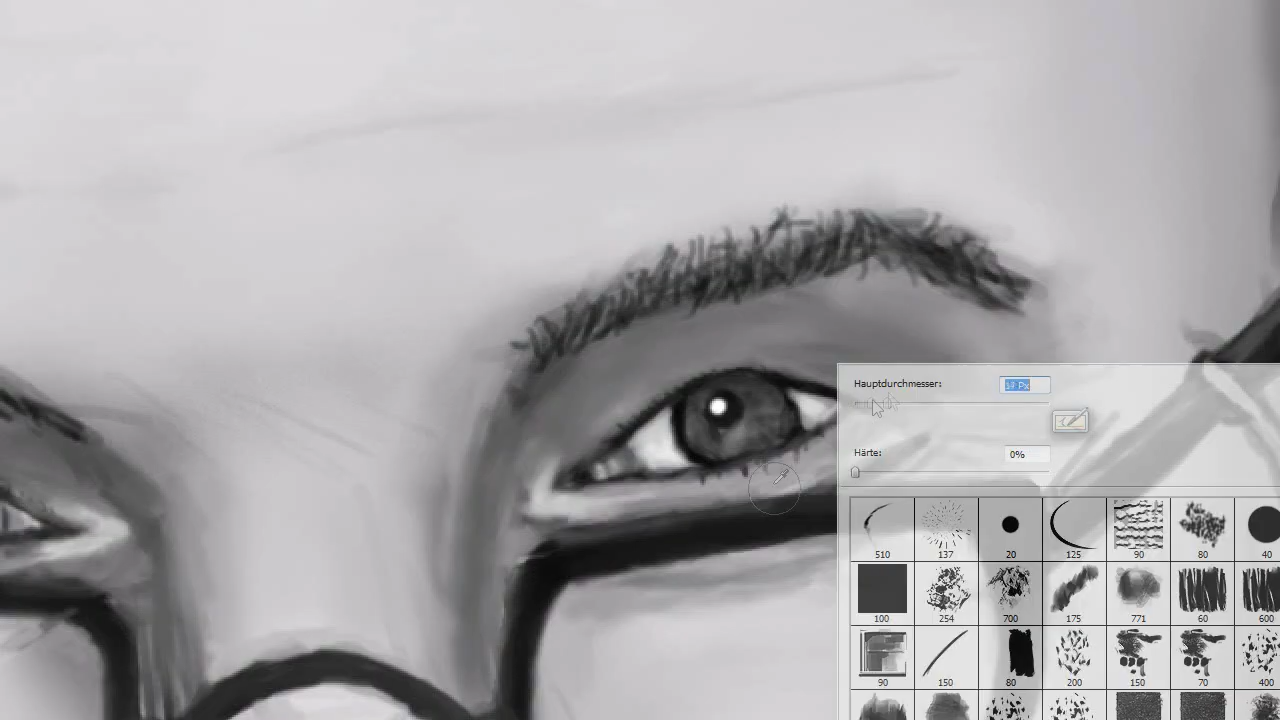 Hauptdurchmesser:
Härte: 0%
510 137 20 125 90 80 40
100 254 700 175 771 60 600
90 150 80 200 150 70 400